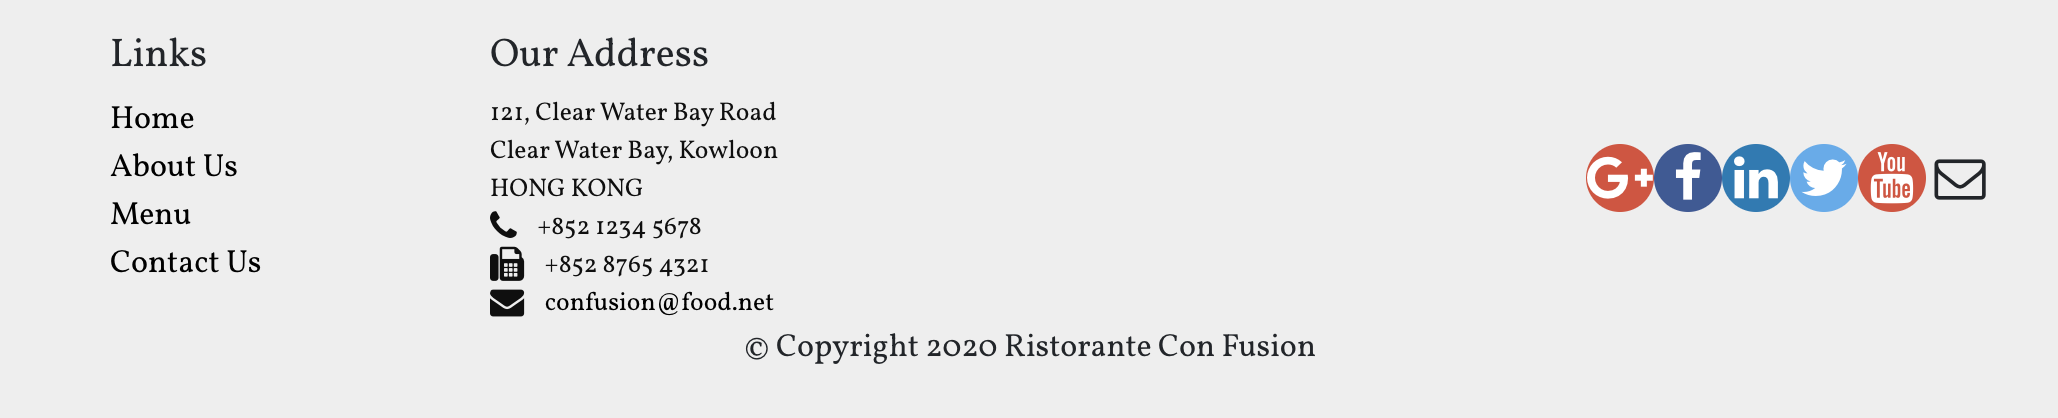 Links
Home
About Us
Menu
Contact Us
Our Address
121, Clear Water Bay Road
Clear Water Bay, Kowloon
HONG KONG
+852 1234 5678
+852 8765 4321
confusion@food.net
G+ f in You Tube
© Copyright 2020 Ristorante Con Fusion